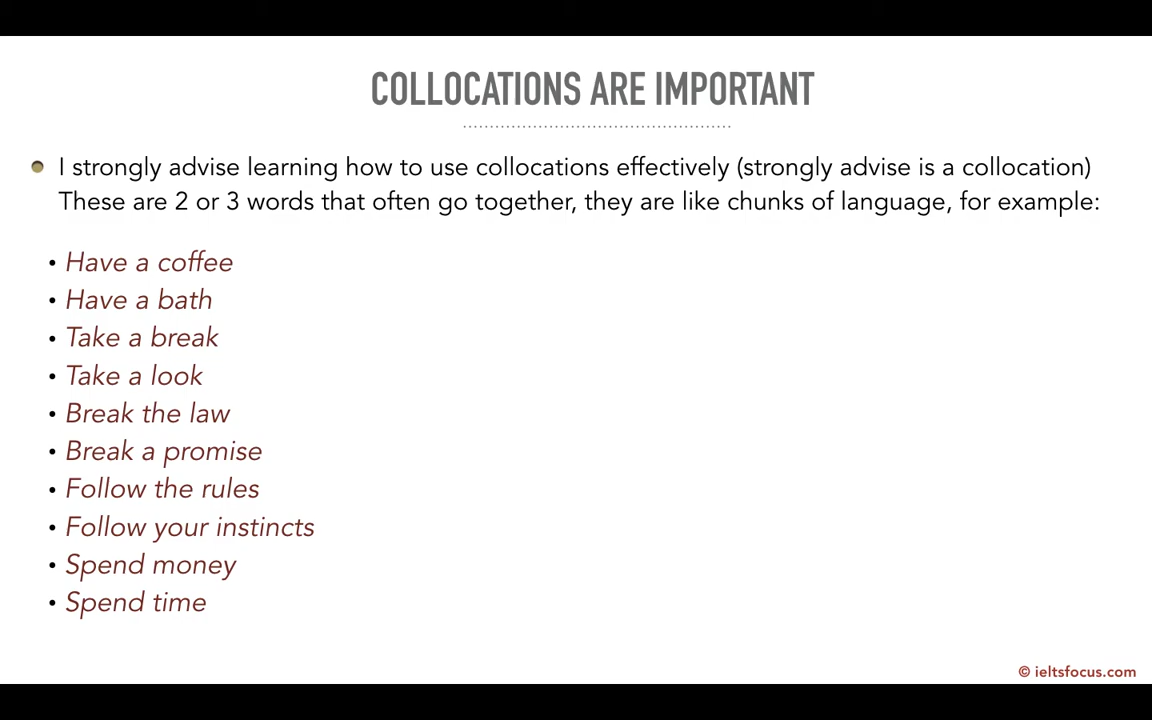 COLLOCATIONS ARE IMPORTANT
I strongly advise learning how to use collocations effectively (strongly advise is a collocation)
These are 2 or 3 words that often go together, they are like chunks of language, for example:
• Have a coffee
• Have a bath
• Take a break
• Take a look
• Break the law
• Break a promise
• Follow the rules
• Follow your instincts
• Spend money
• Spend time
© ieltsfocus.com